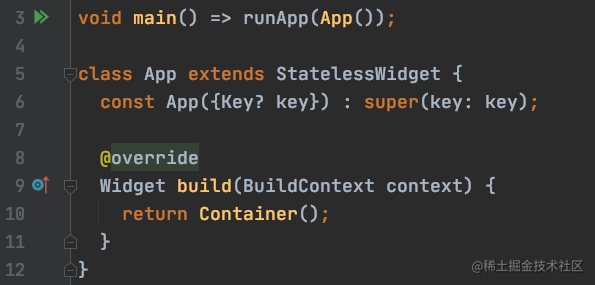 3 void main() => runApp(App());
4
5 class App extends StatelessWidget {
6 const App({Key? key}) : super(key: key);
7
8 @override
9 Widget build(BuildContext context) {
10 return Container();
11 }
12 }
@稀土掘金技术社区